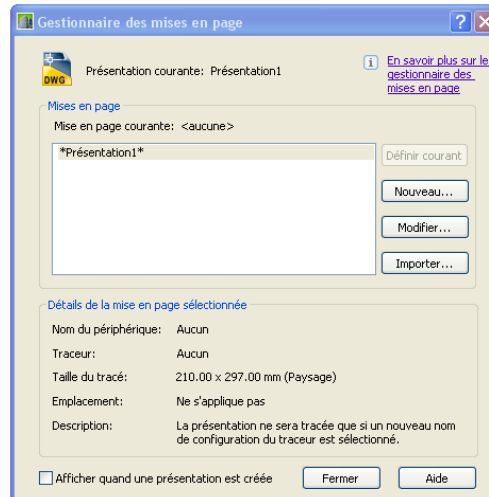 Gestionnaire des mises en page
DWG
Présentation courante: Présentation1
En savoir plus sur le
gestionnaire des
mises en page
Mises en page
Mise en page courante: <aucune>
*Présentation1*
Définir courant
Nouveau...
Modifier...
Importer...
Détails de la mise en page sélectionnée
Nom du périphérique: Aucun
Traceur: Aucun
Taille du tracé: 210.00 x 297.00 mm (Paysage)
Emplacement: Ne s'applique pas
Description: La présentation ne sera tracée que si un nouveau nom
de configuration du traceur est sélectionné.
Afficher quand une présentation est créée
Fermer
Aide